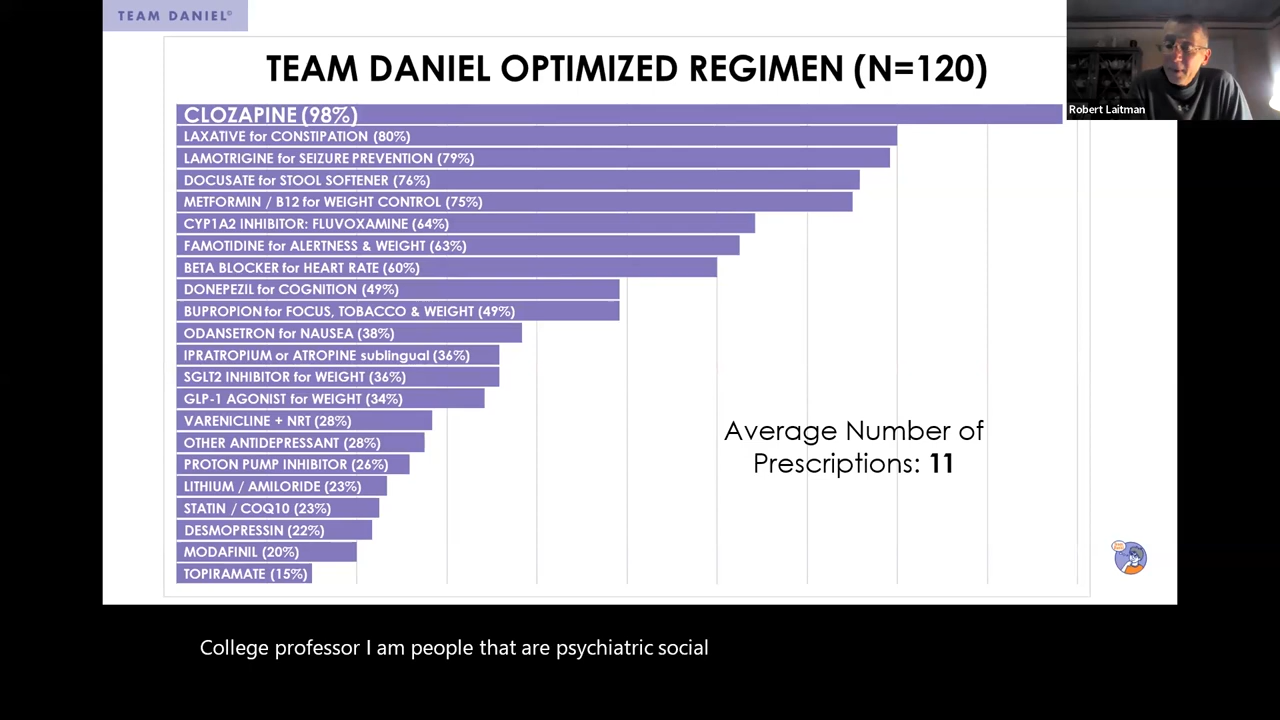 TEAM DANIEL©
TEAM DANIEL OPTIMIZED REGIMEN (N=120)
Robert Laitman
CLOZAPINE (98%)
LAXATIVE for CONSTIPATION (80%)
LAMOTRIGINE for SEIZURE PREVENTION (79%)
DOCUSATE for STOOL SOFTENER (76%)
METFORMIN / B12 for WEIGHT CONTROL (75%)
CYP1A2 INHIBITOR: FLUVOXAMINE (64%)
FAMOTIDINE for ALERTNESS & WEIGHT (63%)
BETA BLOCKER for HEART RATE (60%)
DONEPEZIL for COGNITION (49%)
BUPROPION for FOCUS, TOBACCO & WEIGHT (49%)
ODANSETRON for NAUSEA (38%)
IPRATROPIUM or ATROPINE sublingual (36%)
SGLT2 INHIBITOR for WEIGHT (36%)
GLP-1 AGONIST for WEIGHT (34%)
VARENICLINE + NRT (28%)
OTHER ANTIDEPRESSANT (28%)
PROTON PUMP INHIBITOR (26%)
LITHIUM / AMILORIDE (23%)
STATIN / COQ10 (23%)
DESMOPRESSIN (22%)
MODAFINIL (20%)
TOPIRAMATE (15%)
Average Number of
Prescriptions: 11
College professor I am people that are psychiatric social